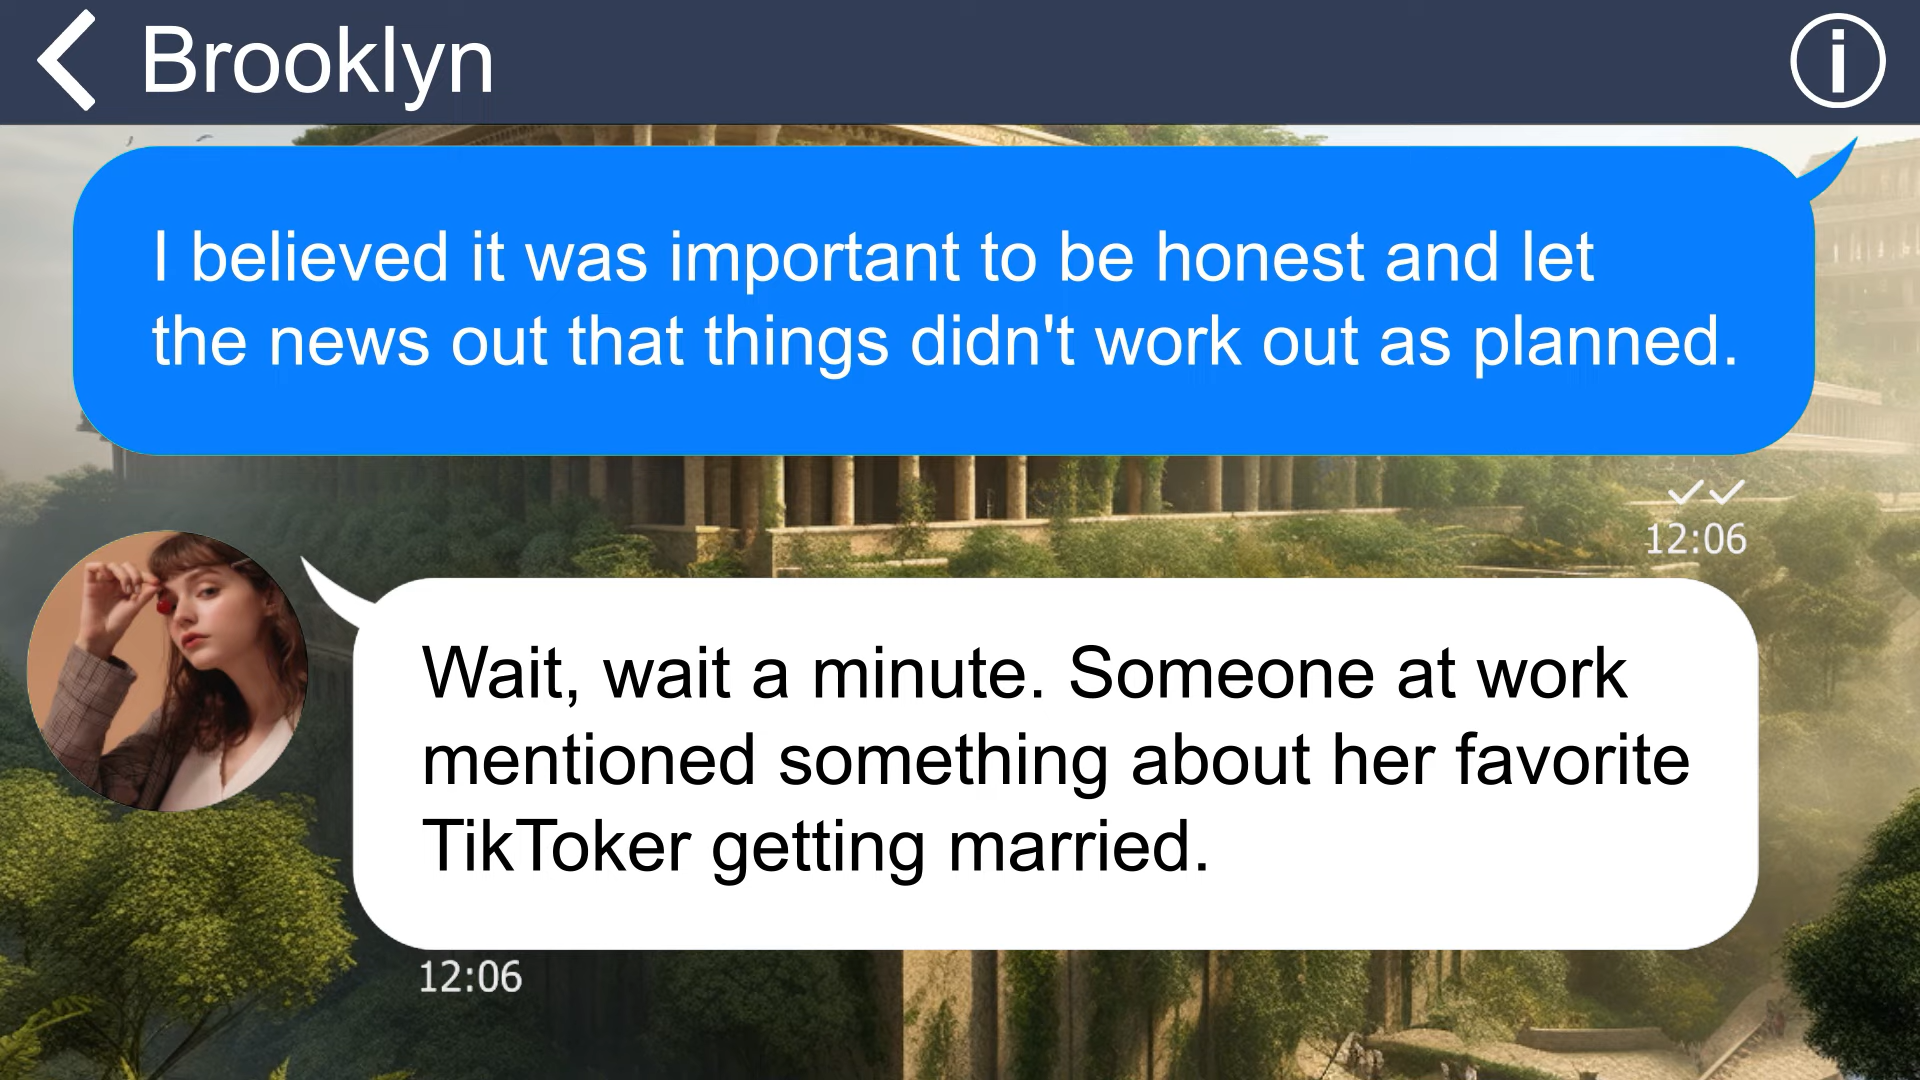 Brooklyn
I believed it was important to be honest and let
the news out that things didn't work out as planned.
12:06
Wait, wait a minute. Someone at work
mentioned something about her favorite
TikToker getting married.
12:06